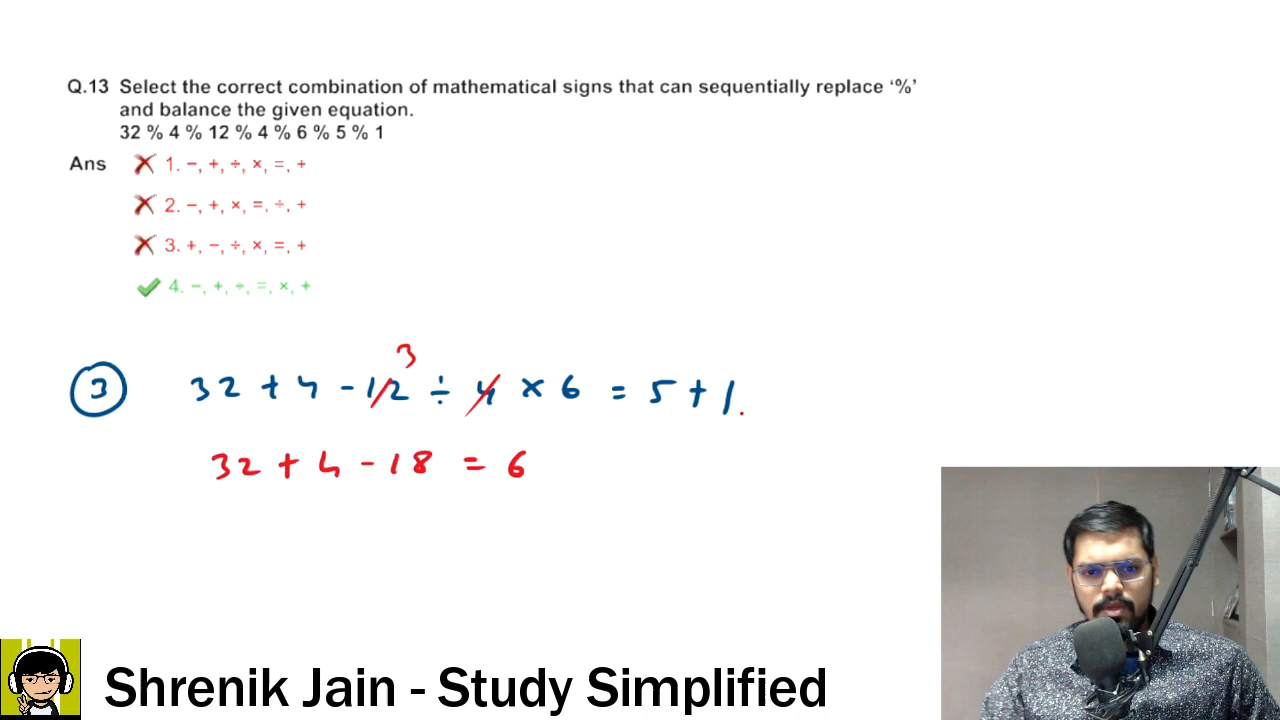 Q.13 Select the correct combination of mathematical signs that can sequentially replace ‘%’
and balance the given equation.
32 % 4 % 12 % 4 % 6 % 5 % 1
Ans 1. −, +, ÷, ×, =, +
2. −, +, ×, =, ÷, +
3. +, −, ÷, ×, =, +
4. −, +, ÷, =, ×, +
3
3 32 + 4 - 12 ÷ 4 × 6 = 5 + 1.
32 + 4 - 18 = 6
Shrenik Jain - Study Simplified